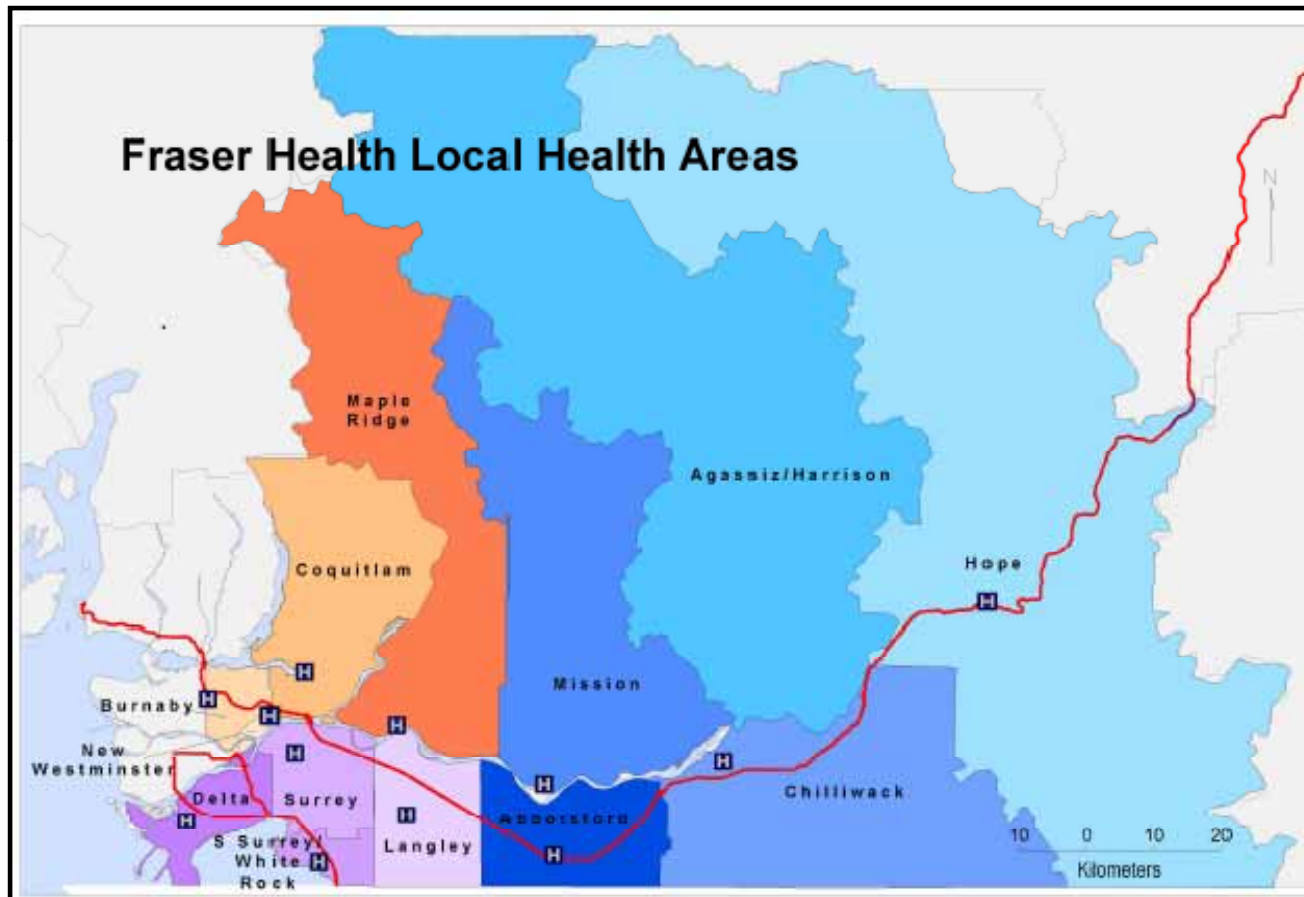 Fraser Health Local Health Areas
N
Maple
Ridge
Agassiz/Harrison
Coquitlam
Hope
H
H
Mission
Burnaby
H
H
H
New
Westminster
H
H
H
Delta
Surrey
Chilliwack
H
H
Abbotsford
S Surrey/
White
Rock
H
Langley
H
10 0 10 20
Kilometers